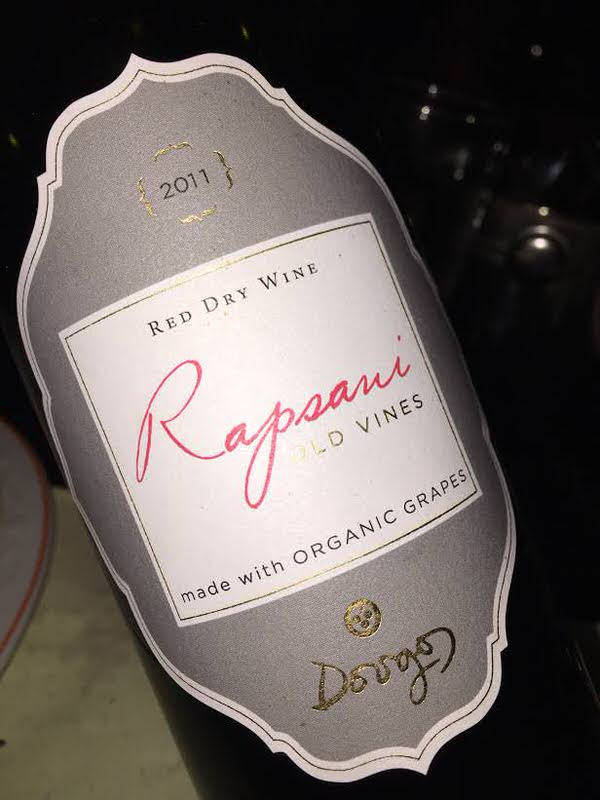 2011
RED DRY WINE
Rapsani
OLD VINES
made with ORGANIC GRAPES
Dougos